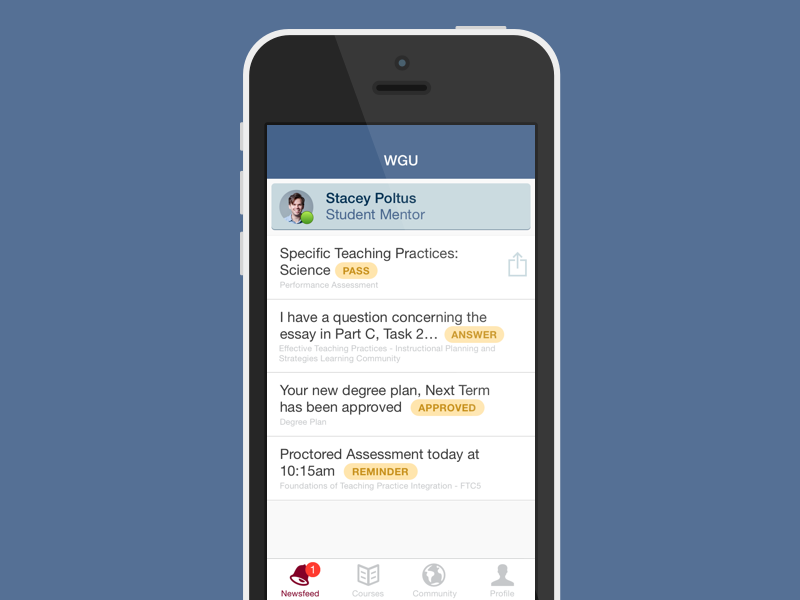 WGU
Stacey Poltus
Student Mentor
Specific Teaching Practices:
Science PASS
Performance Assessment
I have a question concerning the
essay in Part C, Task 2... ANSWER
Effective Teaching Practices - Instructional Planning and
Strategies Learning Community
Your new degree plan, Next Term
has been approved APPROVED
Degree Plan
Proctored Assessment today at
10:15am REMINDER
Foundations of Teaching Practice Integration - FTC5
1
Newsfeed Courses Community Profile